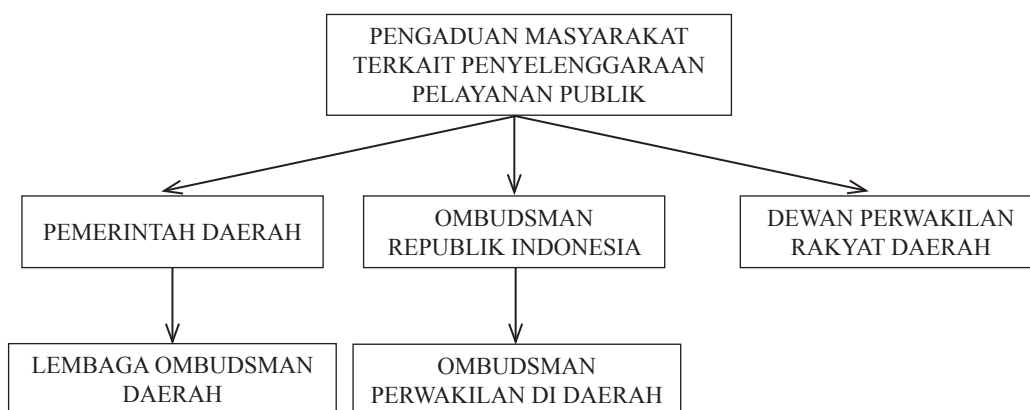 PENGADUAN MASYARAKAT
TERKAIT PENYELENGGARAAN
PELAYANAN PUBLIK
PEMERINTAH DAERAH
OMBUDSMAN
REPUBLIK INDONESIA
DEWAN PERWAKILAN
RAKYAT DAERAH
LEMBAGA OMBUDSMAN
DAERAH
OMBUDSMAN
PERWAKILAN DI DAERAH